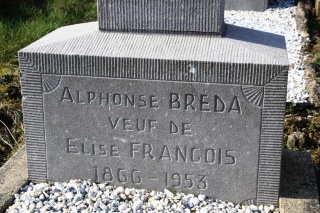 ALPHONSE BREDA
VEUF DE
ELISE FRANCOIS
1866-1953